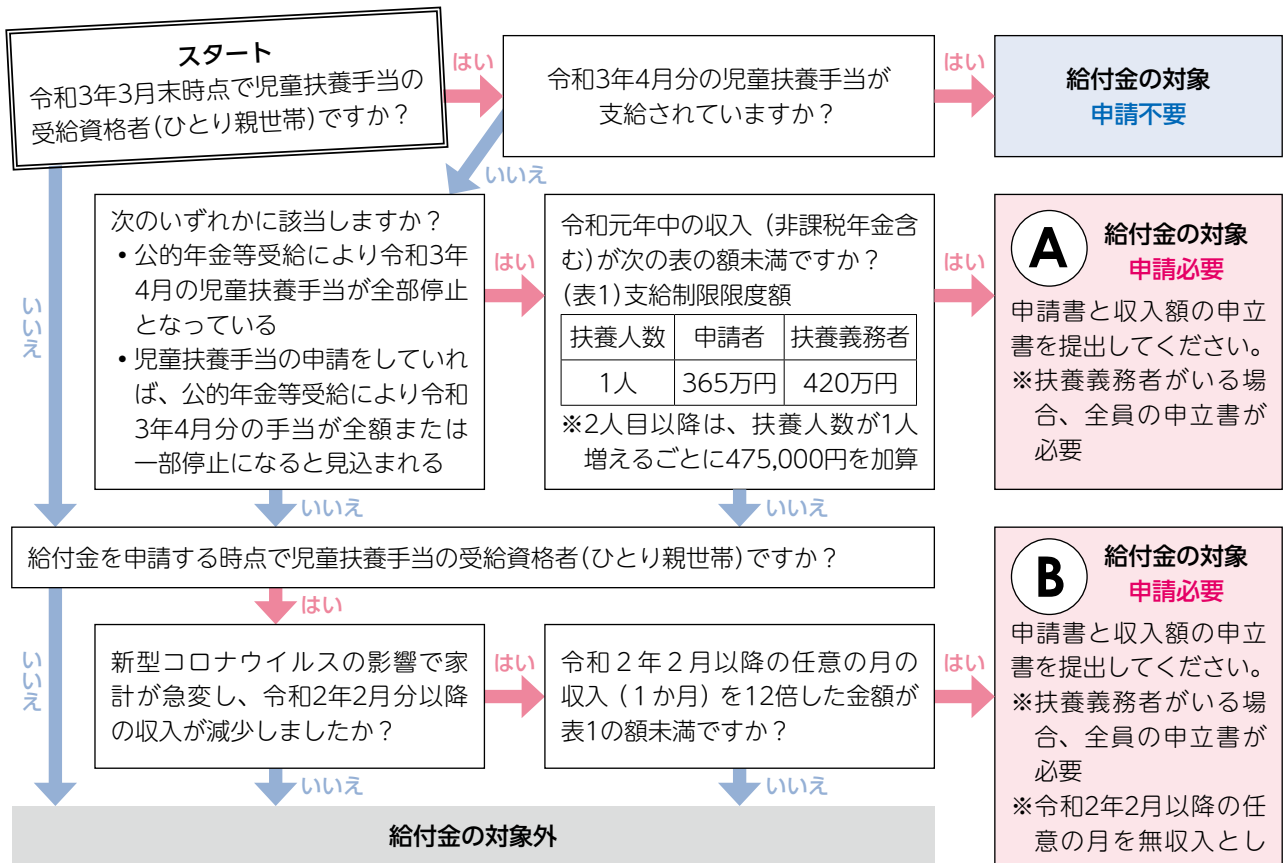 スタート
令和3年3月末時点で児童扶養手当の
受給資格者(ひとり親世帯)ですか？
はい
令和3年4月分の児童扶養手当が
支給されていますか？
はい
給付金の対象
申請不要
いいえ
いいえ
次のいずれかに該当しますか？
•公的年金等受給により令和3年
4月の児童扶養手当が全部停止
となっている
•児童扶養手当の申請をしていれ
ば、公的年金等受給により令和
3年4月分の手当が全額または
一部停止になると見込まれる
はい
令和元年中の収入（非課税年金含
む)が次の表の額未満ですか？
(表1)支給制限限度額
扶養人数 申請者 扶養義務者
1人 365万円 420万円
※2人目以降は、扶養人数が1人
増えるごとに475,000円を加算
はい
A
給付金の対象
申請必要
申請書と収入額の申立
書を提出してください。
※扶養義務者がいる場
合、全員の申立書が
必要
いいえ
いいえ
給付金を申請する時点で児童扶養手当の受給資格者(ひとり親世帯)ですか？
はい
いいえ
新型コロナウイルスの影響で家
計が急変し、令和2年2月分以降
の収入が減少しましたか？
はい
令和２年２月以降の任意の月の
収入（１か月）を12倍した金額が
表1の額未満ですか？
はい
B
給付金の対象
申請必要
申請書と収入額の申立
書を提出してください。
※扶養義務者がいる場
合、全員の申立書が
必要
※令和2年2月以降の任
意の月を無収入とし
いいえ
いいえ
給付金の対象外